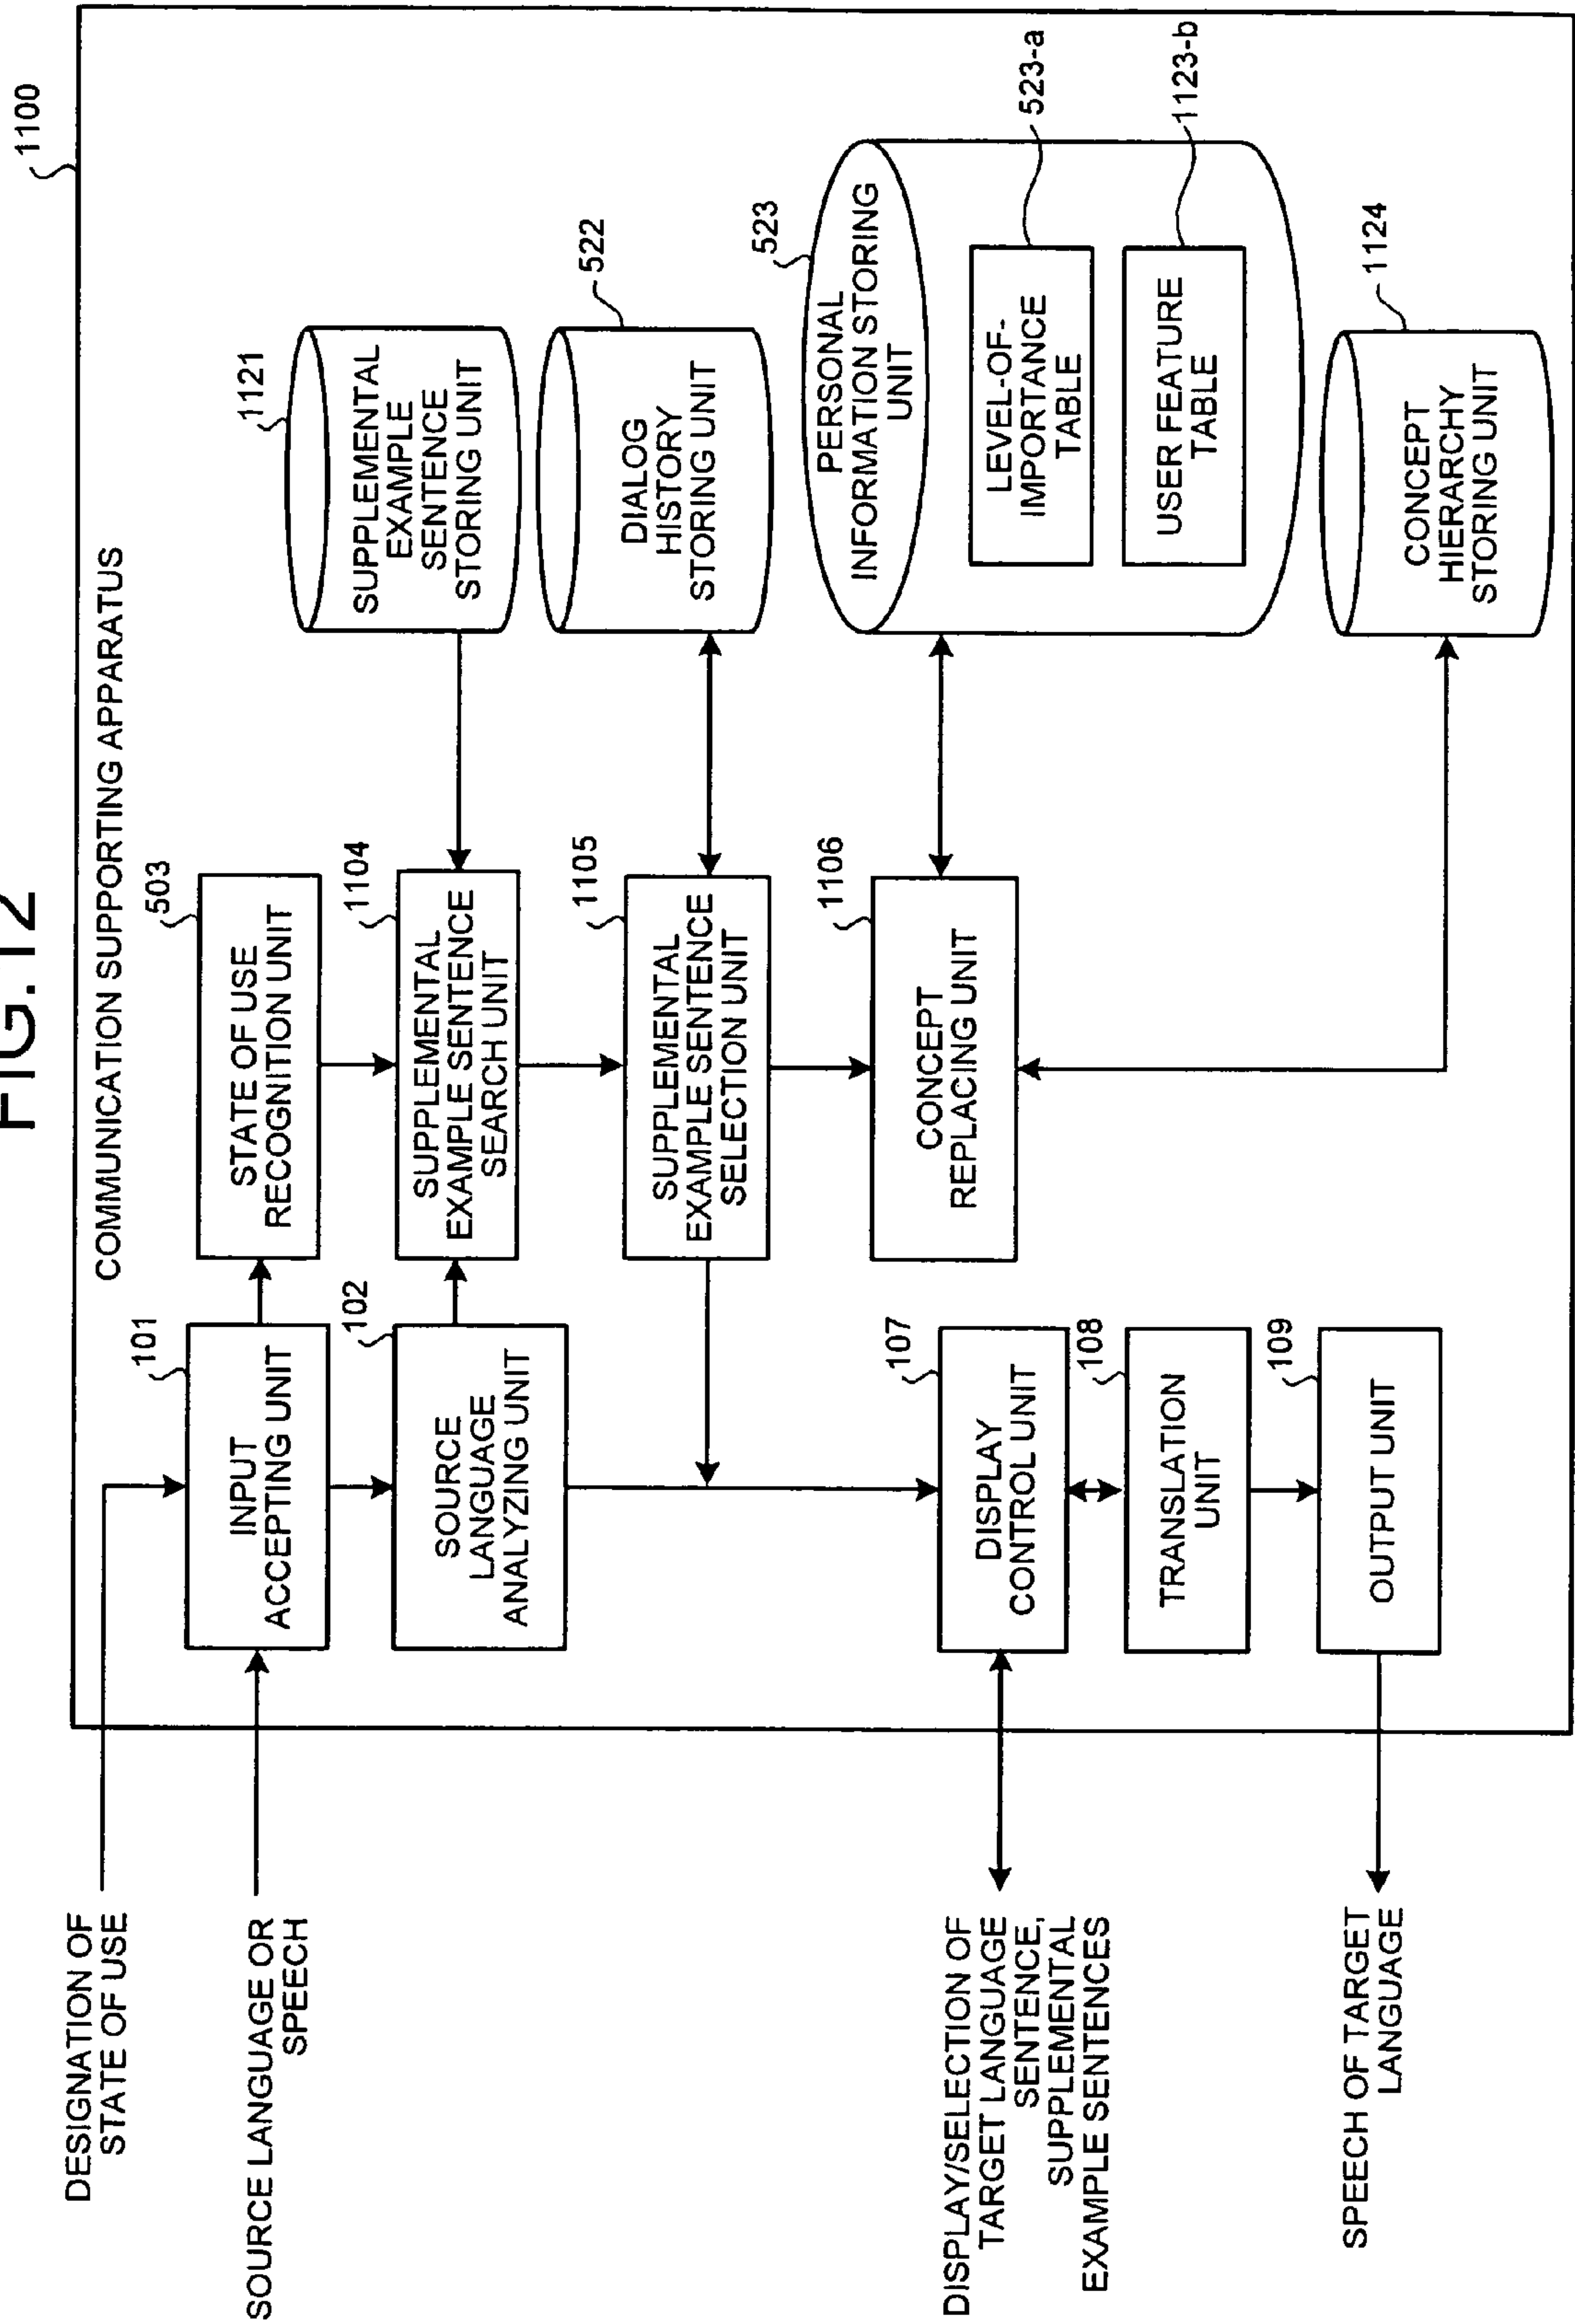 FIG.12
1100
COMMUNICATION SUPPORTING APPARATUS
DESIGNATION OF
STATE OF USE
SOURCE LANGUAGE OR
SPEECH
DISPLAY/SELECTION OF
TARGET LANGUAGE
SENTENCE,
SUPPLEMENTAL
EXAMPLE SENTENCES
SPEECH OF TARGET
LANGUAGE
101
INPUT
ACCEPTING UNIT
102
SOURCE
LANGUAGE
ANALYZING UNIT
107
DISPLAY
CONTROL UNIT
108
TRANSLATION
UNIT
109
OUTPUT UNIT
503
STATE OF USE
RECOGNITION UNIT
1104
SUPPLEMENTAL
EXAMPLE SENTENCE
SEARCH UNIT
1105
SUPPLEMENTAL
EXAMPLE SENTENCE
SELECTION UNIT
1106
CONCEPT
REPLACING UNIT
1121
SUPPLEMENTAL
EXAMPLE
SENTENCE
STORING UNIT
522
DIALOG
HISTORY
STORING UNIT
523
PERSONAL
INFORMATION STORING
UNIT
523-a
LEVEL-OF-
IMPORTANCE
TABLE
1123-b
USER FEATURE
TABLE
1124
CONCEPT
HIERARCHY
STORING UNIT